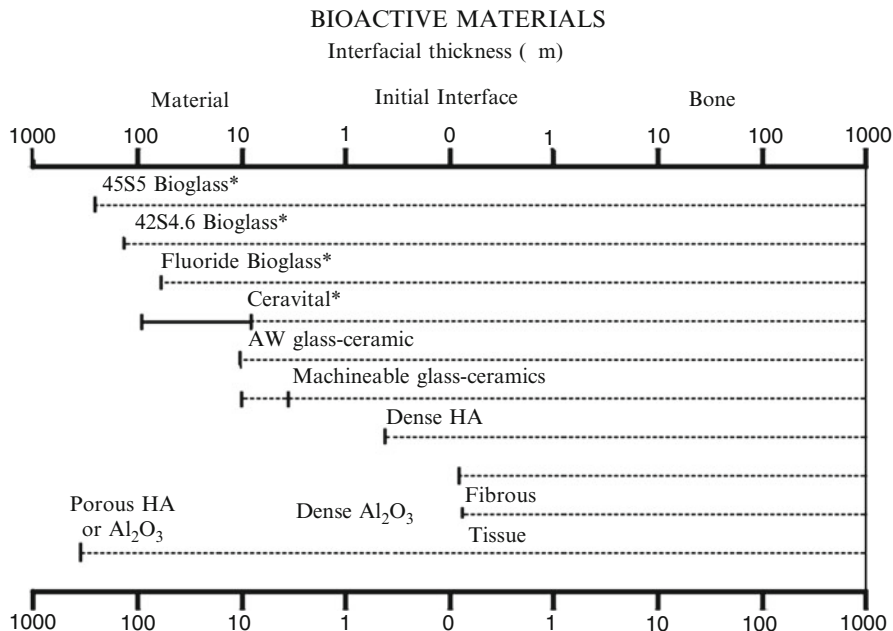 BIOACTIVE MATERIALS
Interfacial thickness ( m)
Material Initial Interface Bone
1000 100 10 1 0 1 10 100 1000
45S5 Bioglass*
42S4.6 Bioglass*
Fluoride Bioglass*
Ceravital*
AW glass-ceramic
Machineable glass-ceramics
Dense HA
Fibrous
Porous HA
or Al₂O₃
Dense Al₂O₃
Tissue
1000 100 10 1 0 1 10 100 1000